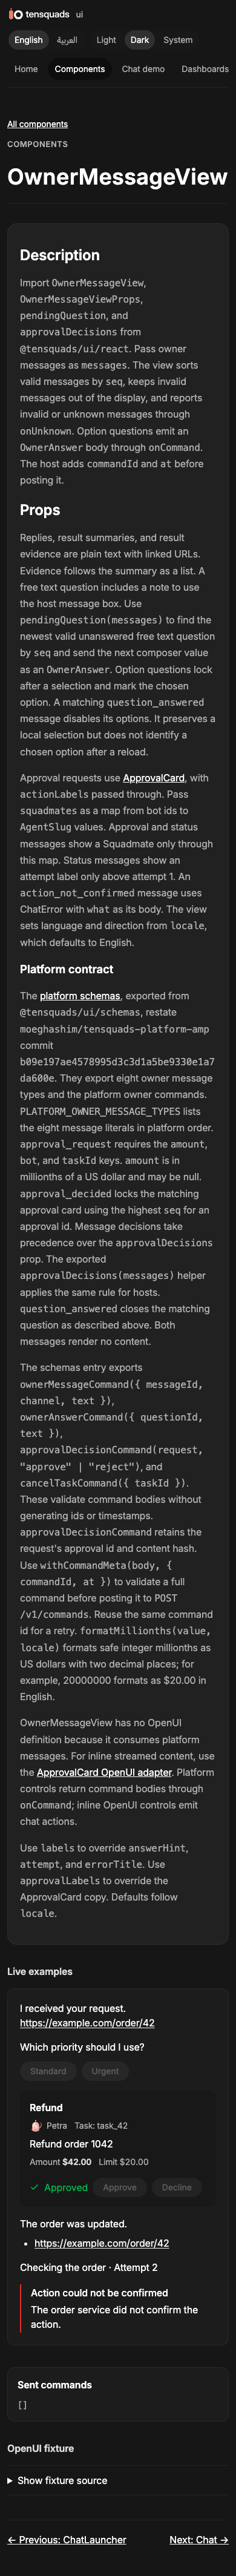 tensquads ui
English العربية Light Dark System
Home Components Chat demo Dashboards
All components
COMPONENTS
OwnerMessageView
Description
Import OwnerMessageView,
OwnerMessageViewProps,
pendingQuestion, and
approvalDecisions from
@tensquads/ui/react. Pass owner
messages as messages. The view sorts
valid messages by seq, keeps invalid
messages out of the display, and reports
invalid or unknown messages through
onUnknown. Option questions emit an
OwnerAnswer body through onCommand.
The host adds commandId and at before
posting it.
Props
Replies, result summaries, and result
evidence are plain text with linked URLs.
Evidence follows the summary as a list. A
free text question includes a note to use
the host message box. Use
pendingQuestion(messages) to find the
newest valid unanswered free text question
by seq and send the next composer value
as an OwnerAnswer. Option questions lock
after a selection and mark the chosen
option. A matching question_answered
message disables its options. It preserves a
local selection but does not identify a
chosen option after a reload.
Approval requests use ApprovalCard, with
actionLabels passed through. Pass
squadmates as a map from bot ids to
AgentSlug values. Approval and status
messages show a Squadmate only through
this map. Status messages show an
attempt label only above attempt 1. An
action_not_confirmed message uses
ChatError with what as its body. The view
sets language and direction from locale,
which defaults to English.
Platform contract
The platform schemas, exported from
@tensquads/ui/schemas, restate
moeghashim/tensquads-platform-amp
commit
b09e197ae4578995d3c3d1a5be9330e1a7
da600e. They export eight owner message
types and the platform owner commands.
PLATFORM_OWNER_MESSAGE_TYPES lists
the eight message literals in platform order.
approval_request requires the amount,
bot, and taskId keys. amount is in
millionths of a US dollar and may be null.
approval_decided locks the matching
approval card using the highest seq for an
approval id. Message decisions take
precedence over the approvalDecisions
prop. The exported
approvalDecisions(messages) helper
applies the same rule for hosts.
question_answered closes the matching
question as described above. Both
messages render no content.
The schemas entry exports
ownerMessageCommand({ messageId,
channel, text }),
ownerAnswerCommand({ questionId,
text }),
approvalDecisionCommand(request,
"approve" | "reject"), and
cancelTaskCommand({ taskId }).
These validate command bodies without
generating ids or timestamps.
approvalDecisionCommand retains the
request's approval id and content hash.
Use withCommandMeta(body, {
commandId, at }) to validate a full
command before posting it to POST
/v1/commands. Reuse the same command
id for a retry. formatMillionths(value,
locale) formats safe integer millionths as
US dollars with two decimal places; for
example, 20000000 formats as $20.00 in
English.
OwnerMessageView has no OpenUI
definition because it consumes platform
messages. For inline streamed content, use
the ApprovalCard OpenUI adapter. Platform
controls return command bodies through
onCommand; inline OpenUI controls emit
chat actions.
Use labels to override answerHint,
attempt, and errorTitle. Use
approvalLabels to override the
ApprovalCard copy. Defaults follow
locale.
Live examples
I received your request.
https://example.com/order/42
Which priority should I use?
Standard Urgent
Refund
Petra Task: task_42
Refund order 1042
Amount $42.00 Limit $20.00
Approved Approve Decline
The order was updated.
• https://example.com/order/42
Checking the order · Attempt 2
Action could not be confirmed
The order service did not confirm the
action.
Sent commands
[]
OpenUI fixture
▶ Show fixture source
← Previous: ChatLauncher Next: Chat →